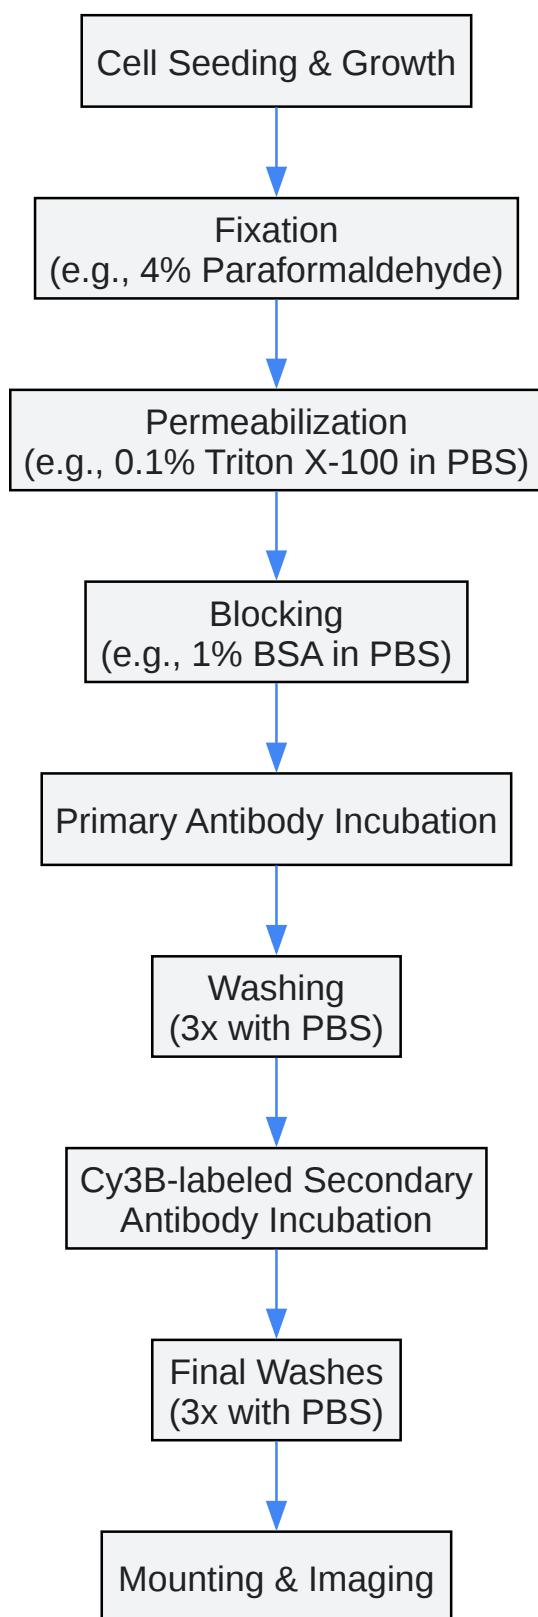 Cell Seeding & Growth
Fixation
(e.g., 4% Paraformaldehyde)
Permeabilization
(e.g., 0.1% Triton X-100 in PBS)
Blocking
(e.g., 1% BSA in PBS)
Primary Antibody Incubation
Washing
(3x with PBS)
Cy3B-labeled Secondary
Antibody Incubation
Final Washes
(3x with PBS)
Mounting & Imaging